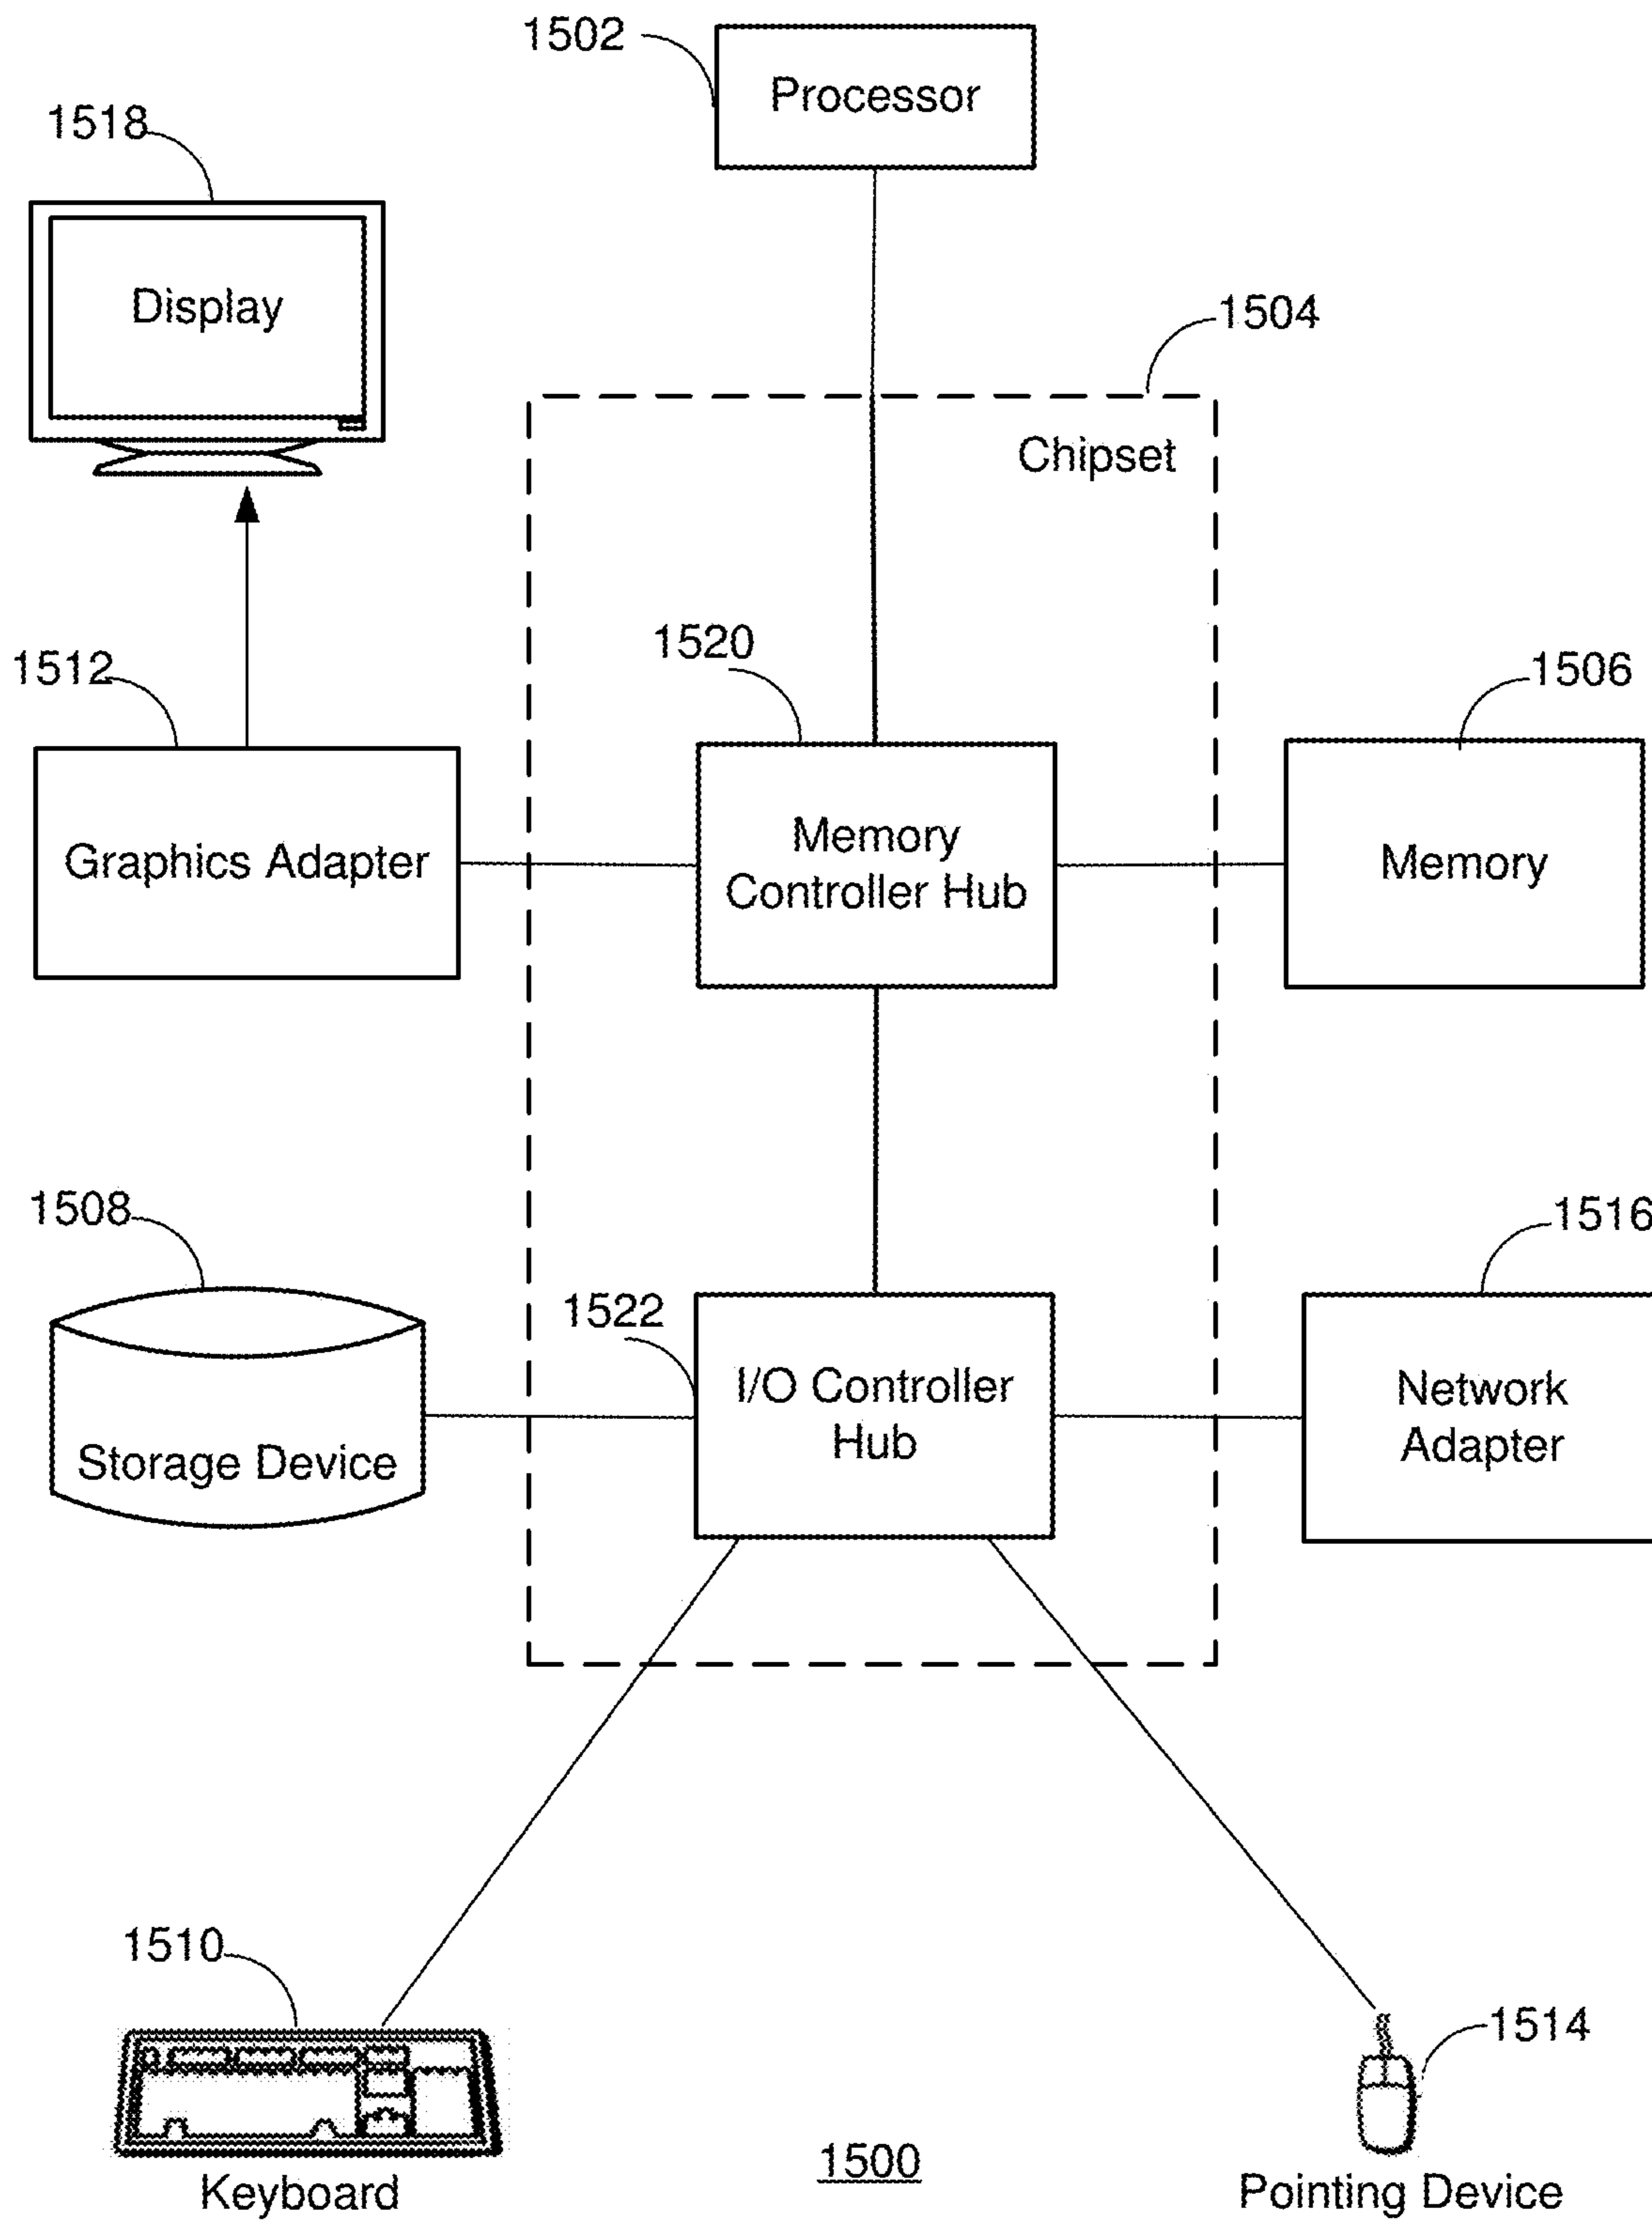 1502
Processor
1518
Display
1504
Chipset
1520
1512
1506
Graphics Adapter
Memory
Controller Hub
Memory
1508
1516
1522
Storage Device
I/O Controller
Hub
Network
Adapter
1510
1514
Keyboard
1500
Pointing Device